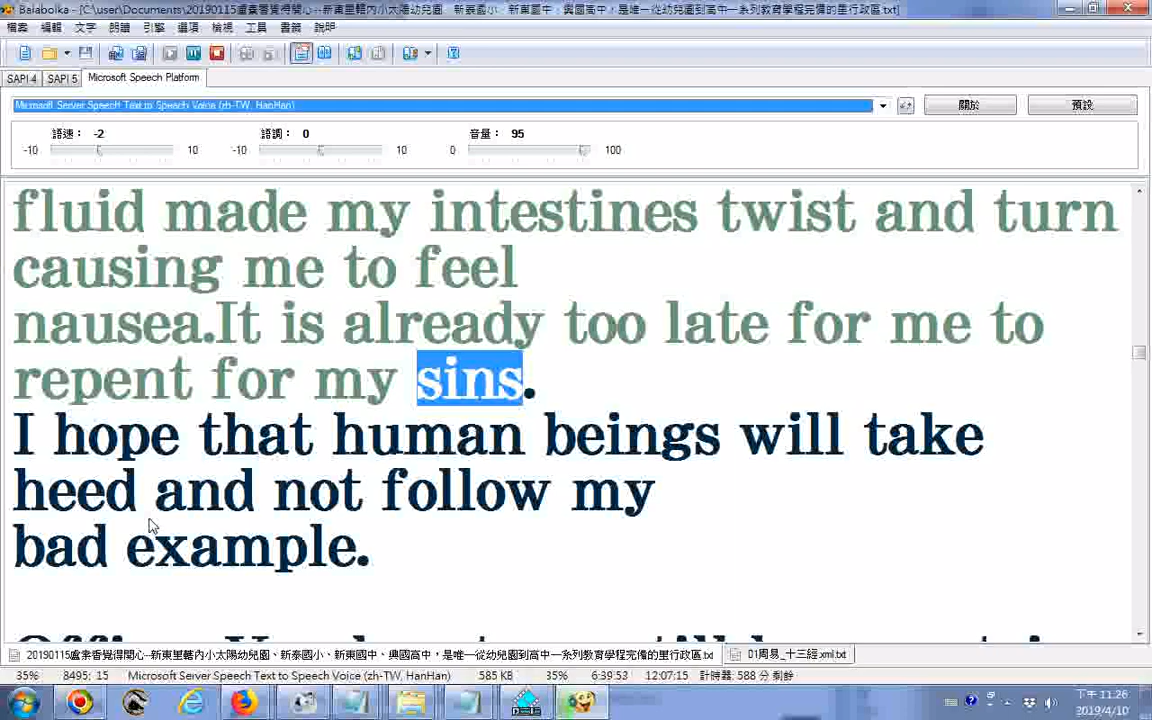 Balabolka - [C:\user\Documents\20190115盧素香覺得開心--新東里轄內小太陽幼兒園、新泰國小、新東國中、興國高中，是唯一從幼兒園到高中一系列教育學程完備的里行政區.txt]
檔案 編輯 文字 朗讀 引擎 選項 檢視 工具 書籤 說明
SAPI 4 SAPI 5 Microsoft Speech Platform
Microsoft Server Speech Text to Speech Voice (zh-TW, HanHan) 關於 預設
語速： -2 語調： 0 音量： 95
-10 10 -10 10 0 100
fluid made my intestines twist and turn
causing me to feel
nausea.It is already too late for me to
repent for my sins.
I hope that human beings will take
heed and not follow my
bad example.
20190115盧素香覺得開心--新東里轄內小太陽幼兒園、新泰國小、新東國中、興國高中，是唯一從幼兒園到高中一系列教育學程完備的里行政區.txt 01周易_十三經.xml.txt
35% 8495: 15 Microsoft Server Speech Text to Speech Voice (zh-TW, HanHan) 585 KB 35% 6:39:53 12:07:15 計時器: 588 分 剩餘
下午 11:26
2019/4/10